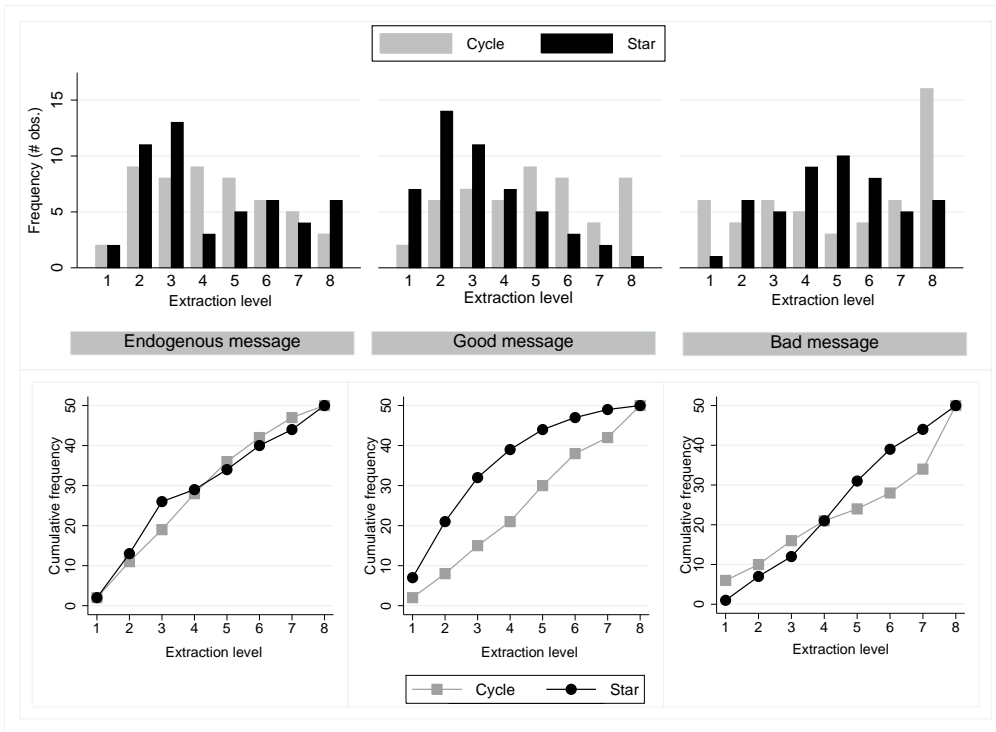 Cycle Star
Frequency (# obs.)
0 5 10 15
1 2 3 4 5 6 7 8
Extraction level
1 2 3 4 5 6 7 8
Extraction level
1 2 3 4 5 6 7 8
Extraction level
Endogenous message
Good message
Bad message
Cumulative frequency
0 10 20 30 40 50
1 2 3 4 5 6 7 8
Extraction level
Cumulative frequency
0 10 20 30 40 50
1 2 3 4 5 6 7 8
Extraction level
Cumulative frequency
0 10 20 30 40 50
1 2 3 4 5 6 7 8
Extraction level
Cycle Star